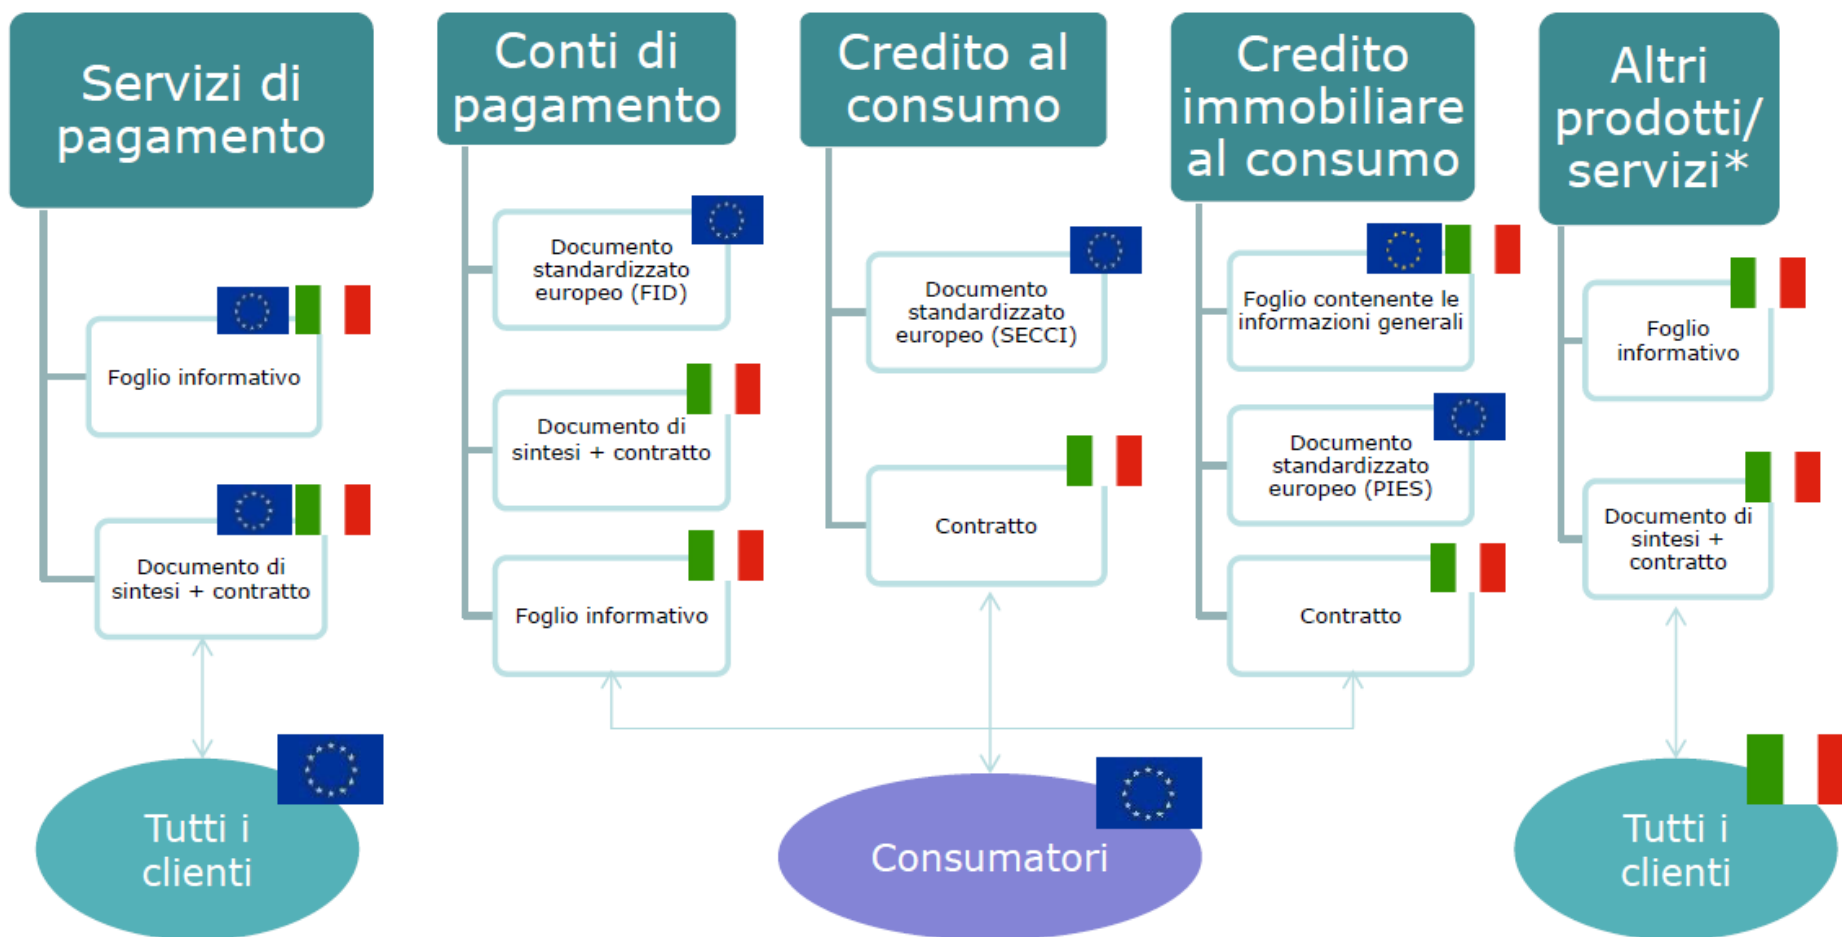 Servizi di
pagamento
Foglio informativo
Documento di
sintesi + contratto
Tutti i
clienti
Conti di
pagamento
Documento
standardizzato
europeo (FID)
Documento di
sintesi + contratto
Foglio informativo
Credito al
consumo
Documento
standardizzato
europeo (SECCI)
Contratto
Credito
immobiliare
al consumo
Foglio contenente le
informazioni generali
Documento
standardizzato
europeo (PIES)
Contratto
Consumatori
Altri
prodotti/
servizi*
Foglio
informativo
Documento di
sintesi +
contratto
Tutti i
clienti